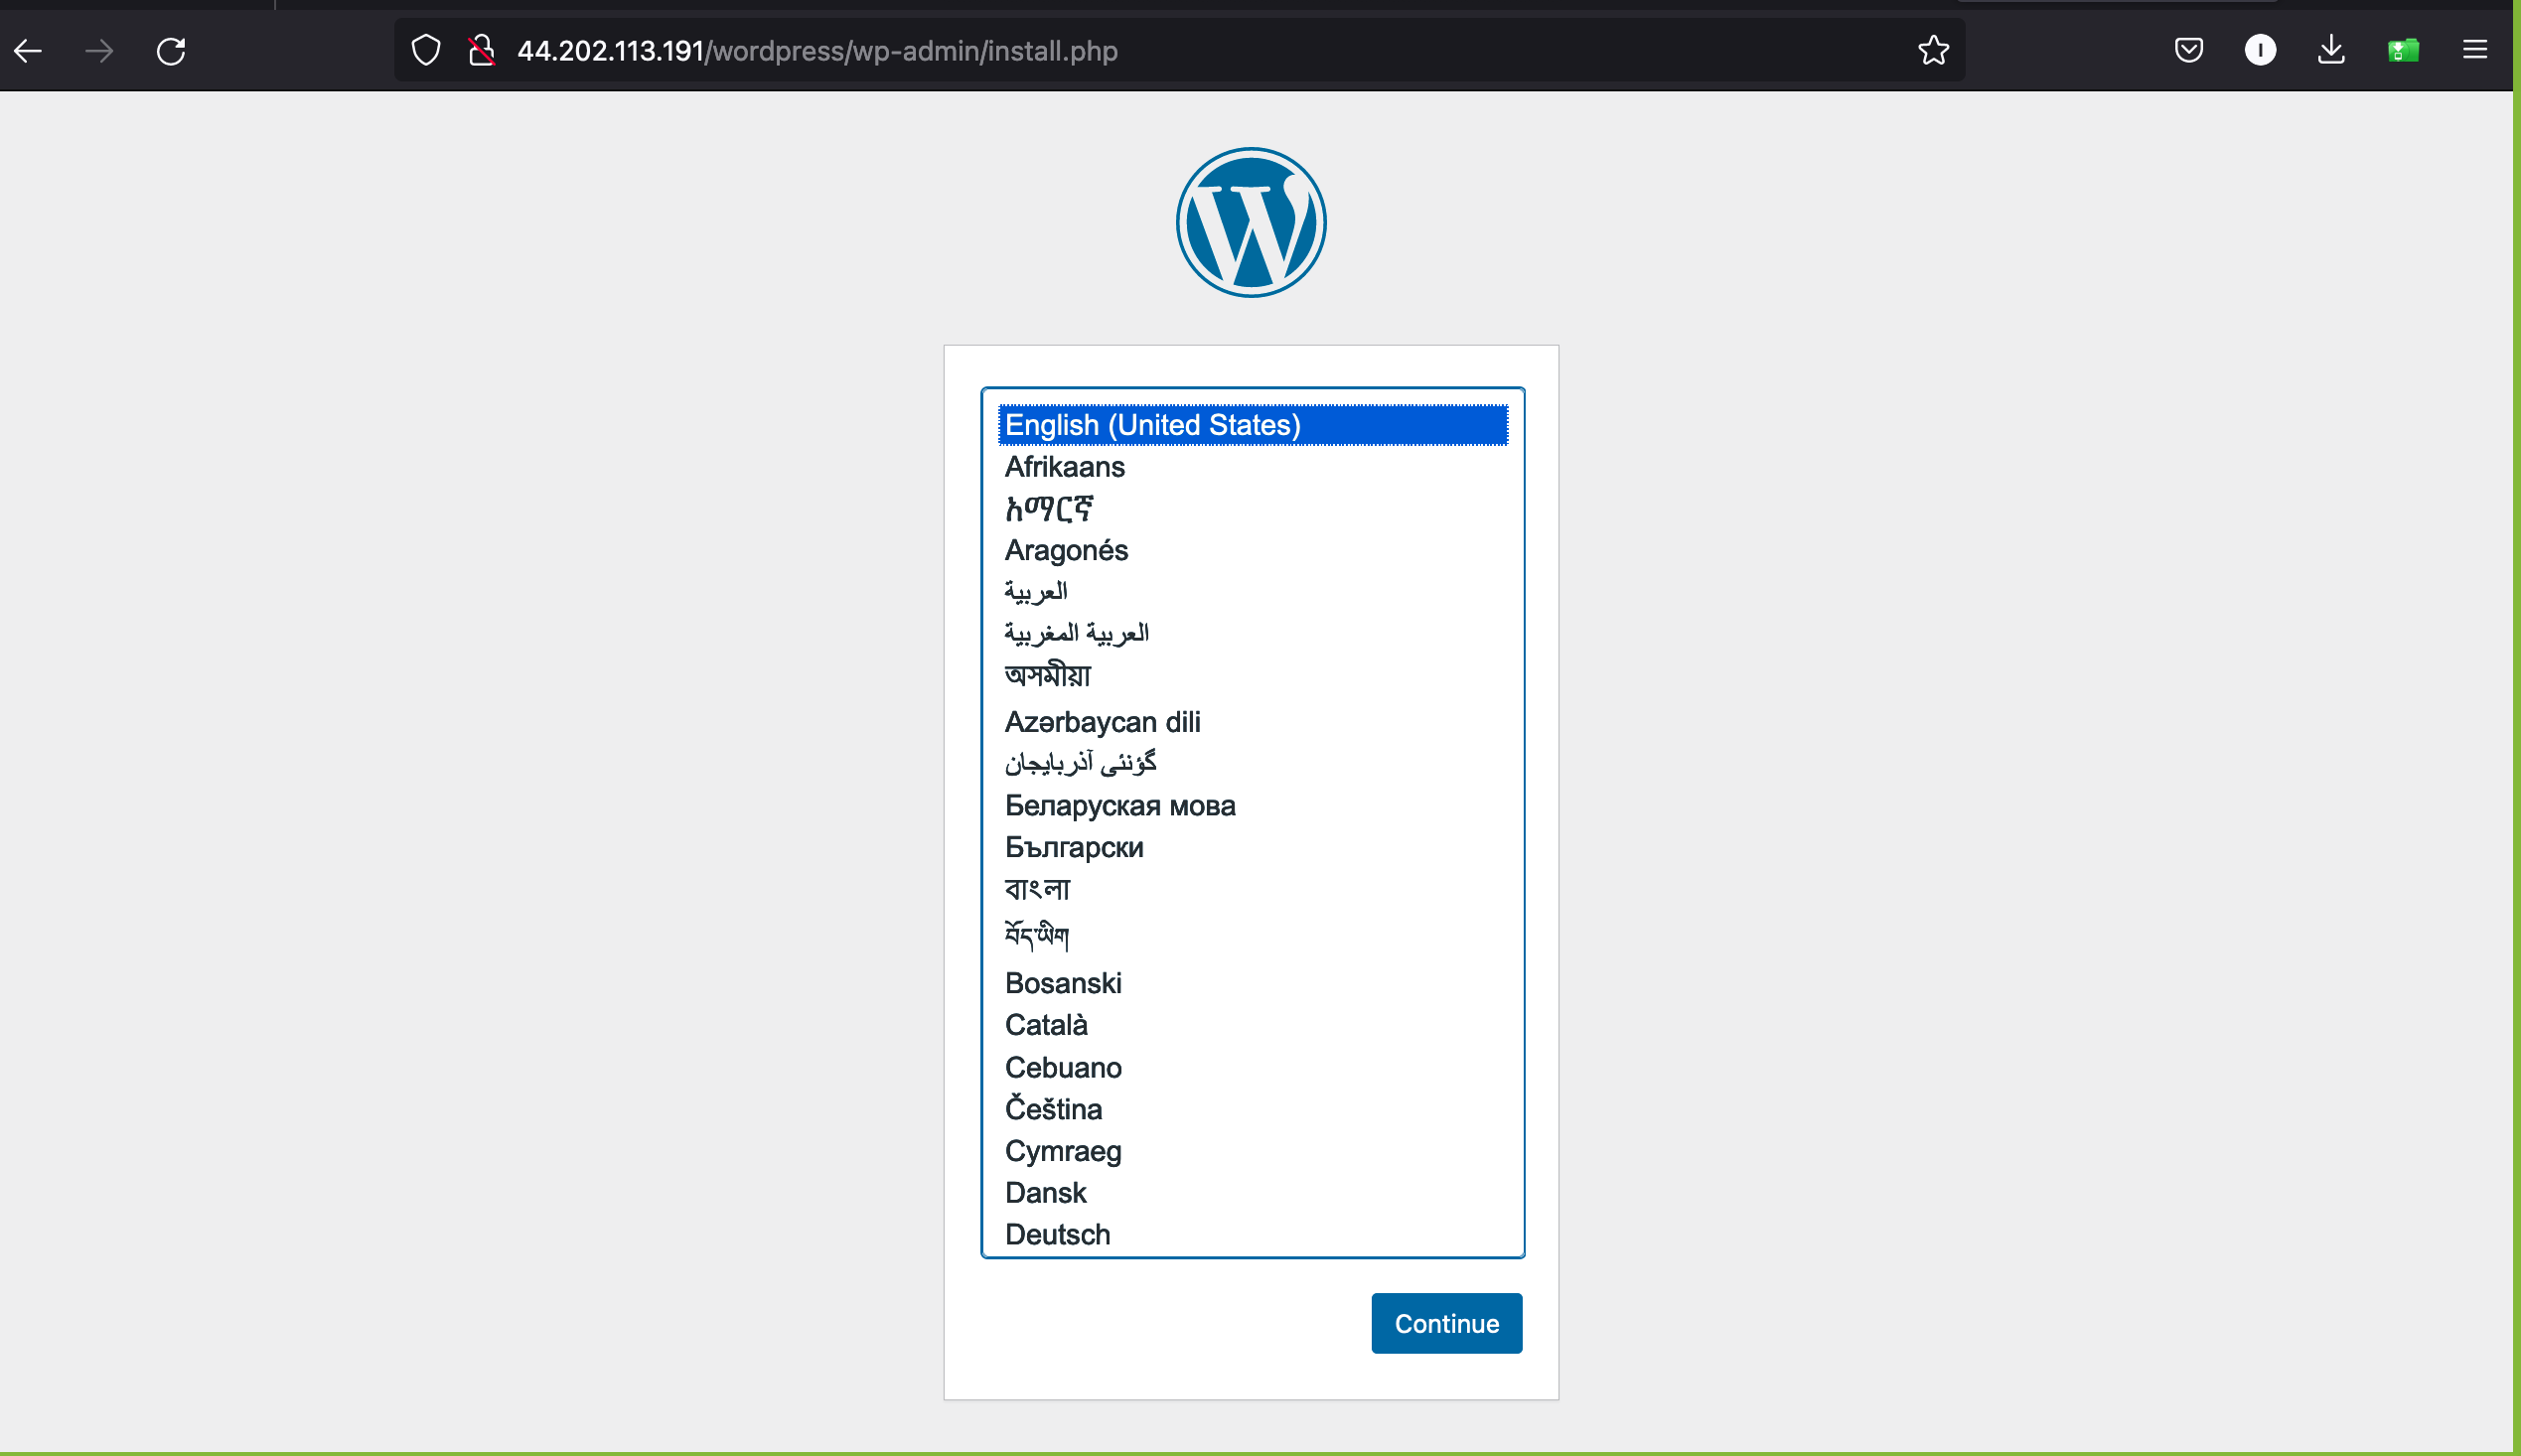 44.202.113.191/wordpress/wp-admin/install.php
English (United States)
Afrikaans
አማርኛ
Aragonés
العربية
العربية المغربية
অসমীয়া
Azərbaycan dili
گؤنئی آذربایجان
Беларуская мова
Български
বাংলা
བོད་ཡིག
Bosanski
Català
Cebuano
Čeština
Cymraeg
Dansk
Deutsch
Continue